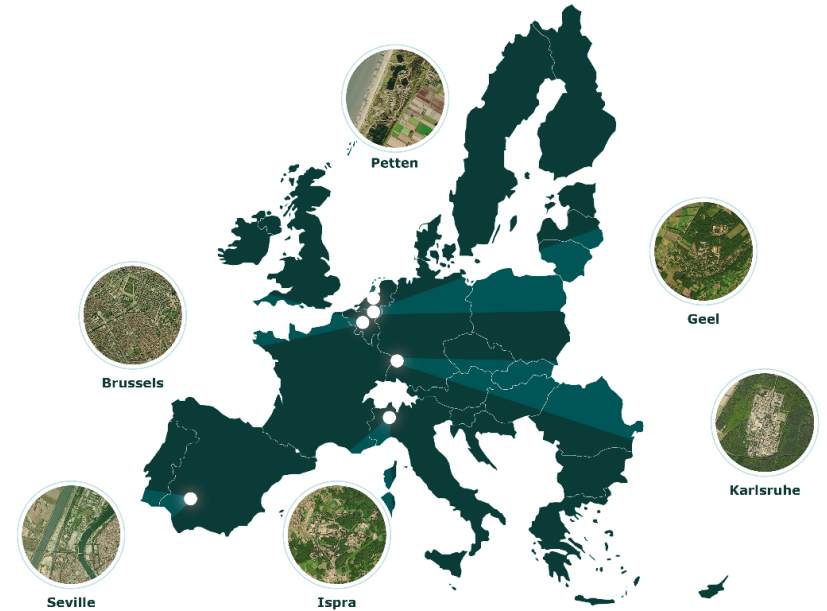 Petten
Geel
Brussels
Karlsruhe
Seville
Ispra